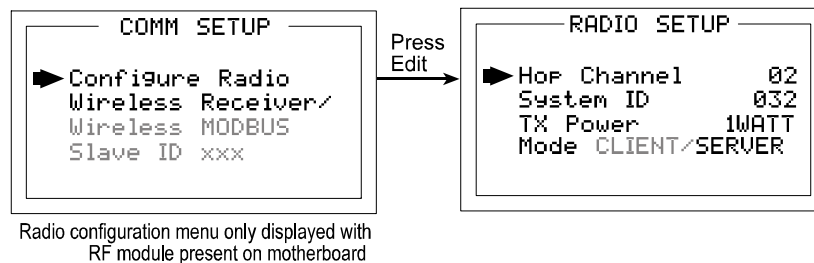 COMM SETUP
Configure Radio
Wireless Receiver/
Wireless MODBUS
Slave ID xxx
Press
Edit
RADIO SETUP
Hop Channel 02
System ID 032
TX Power 1WATT
Mode CLIENT/SERVER
Radio configuration menu only displayed with
RF module present on motherboard